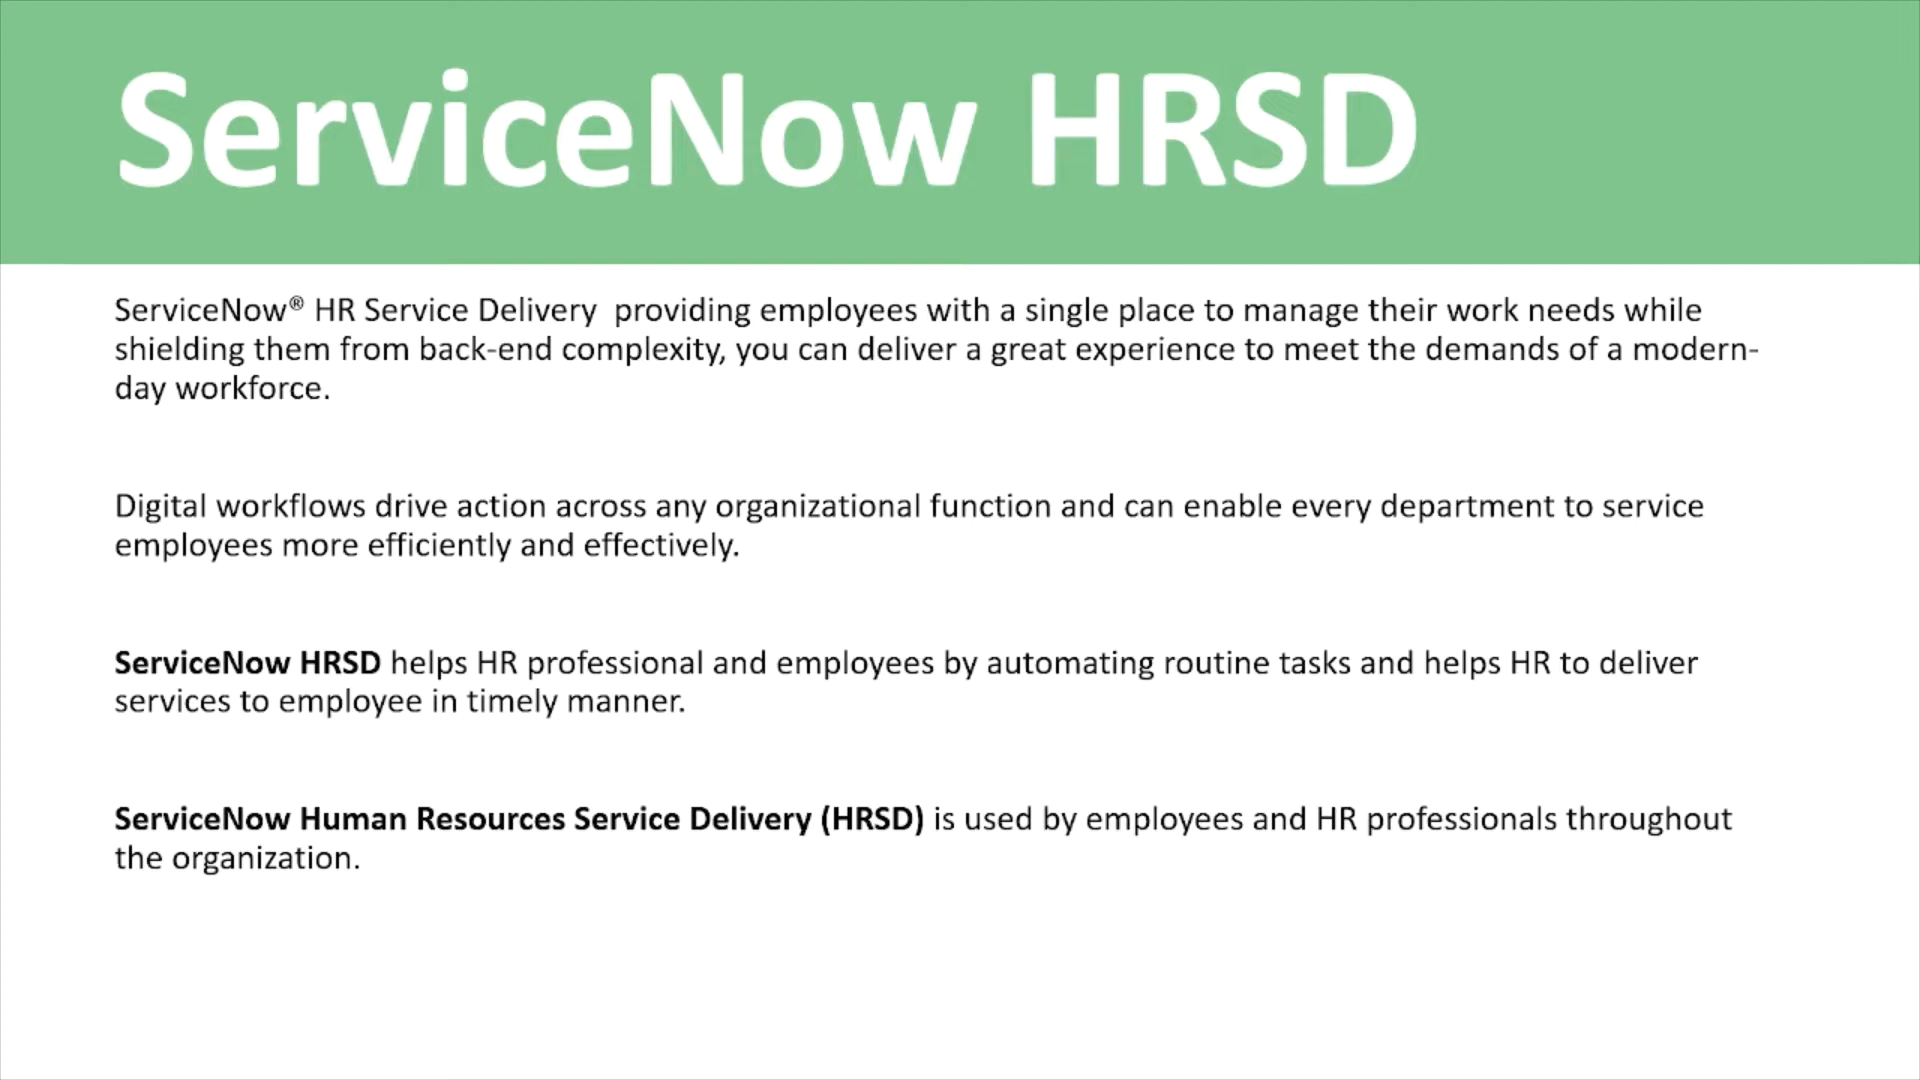 ServiceNow HRSD
ServiceNow® HR Service Delivery  providing employees with a single place to manage their work needs while
shielding them from back-end complexity, you can deliver a great experience to meet the demands of a modern-
day workforce.
Digital workflows drive action across any organizational function and can enable every department to service
employees more efficiently and effectively.
ServiceNow HRSD helps HR professional and employees by automating routine tasks and helps HR to deliver
services to employee in timely manner.
ServiceNow Human Resources Service Delivery (HRSD) is used by employees and HR professionals throughout
the organization.